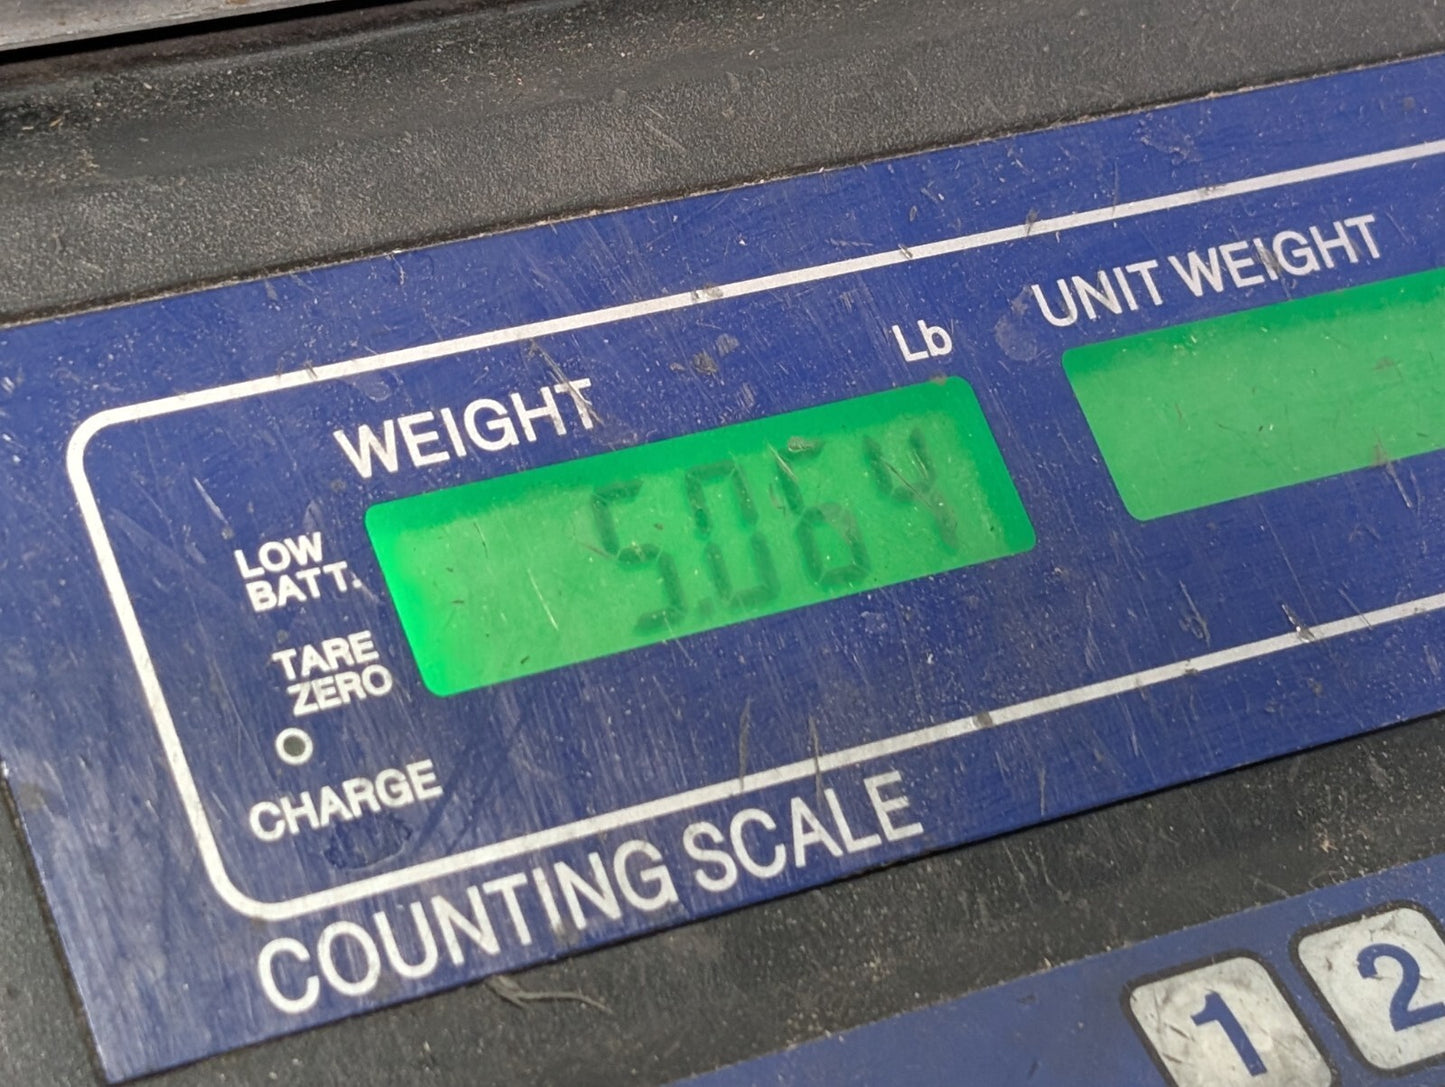 UNIT WEIGHT
Lb
WEIGHT
5.064
LOW
BATT.
TARE
ZERO
CHARGE
COUNTING SCALE
1 2